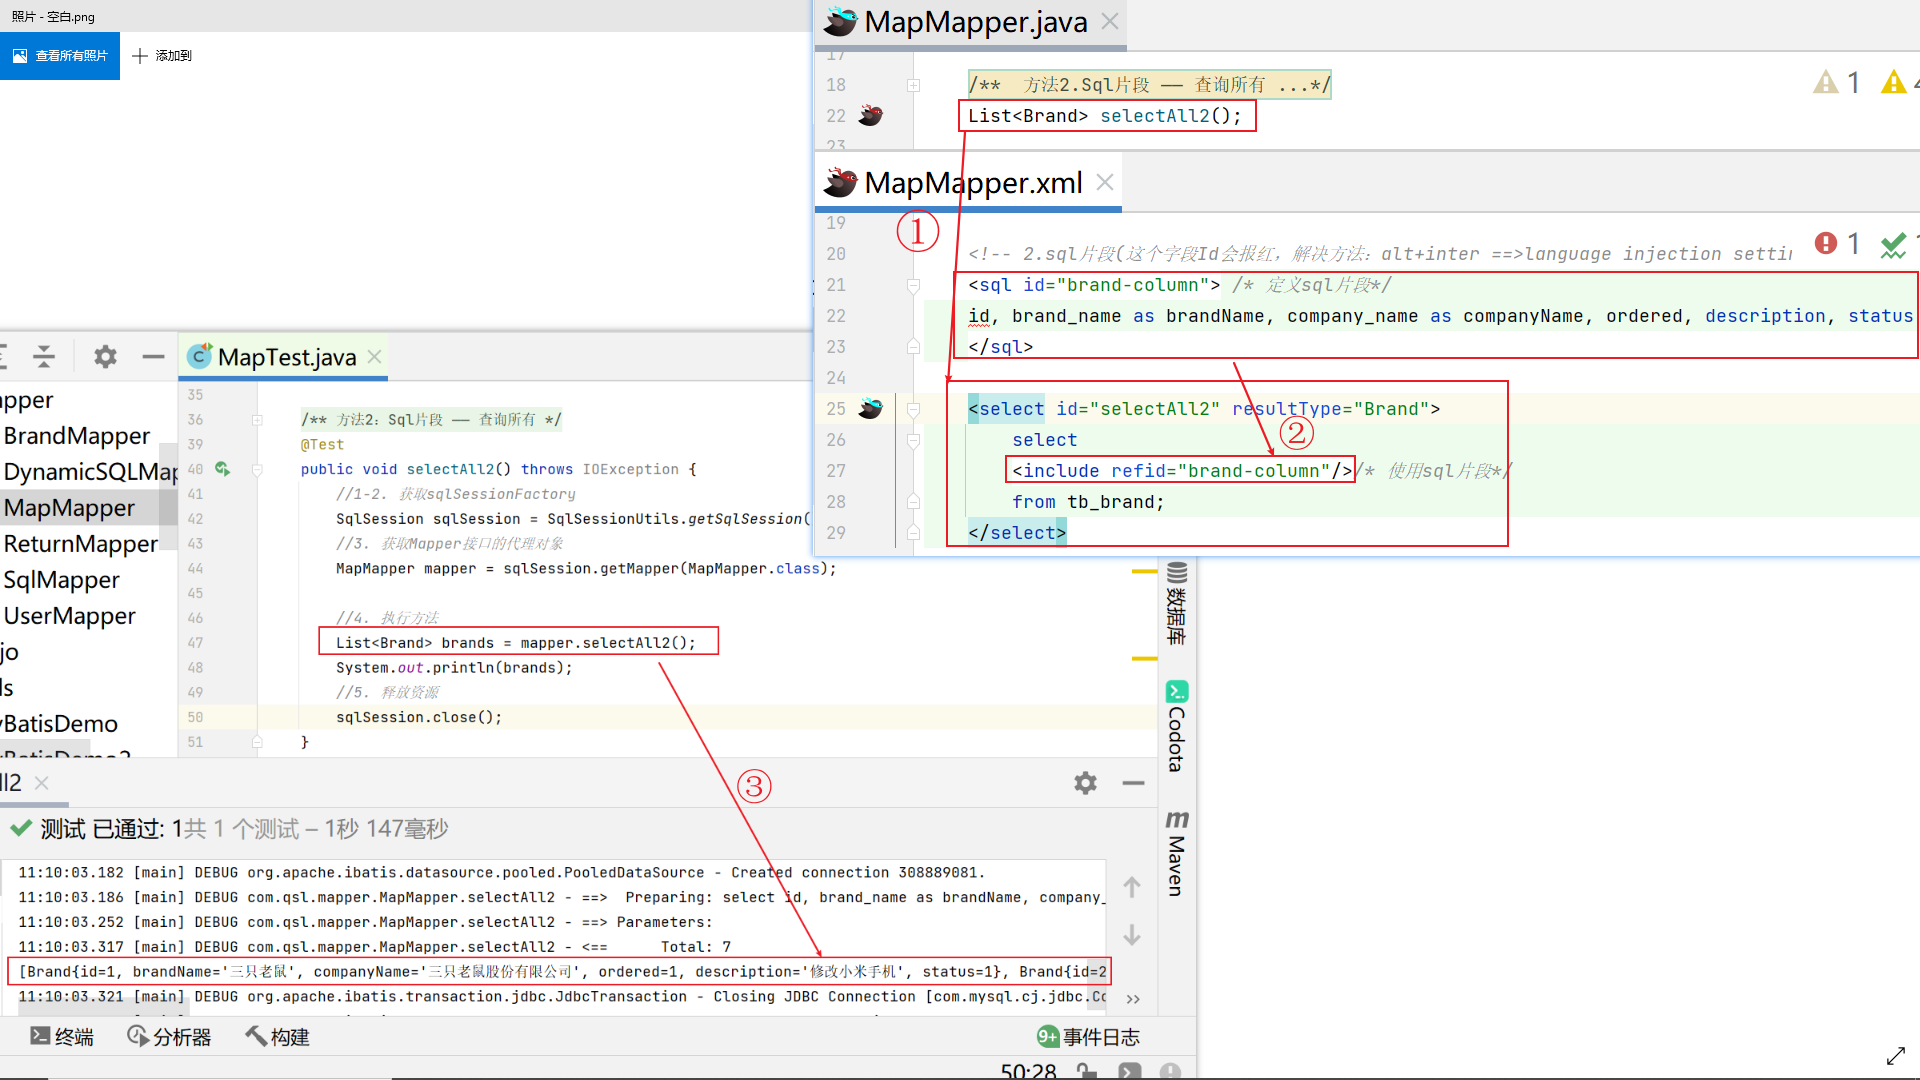 照片 - 空白.png
查看所有照片
添加到
MapMapper.java
17
18 /** 方法2.Sql片段 —— 查询所有 ...*/
22 List<Brand> selectAll2();
23
1
MapMapper.xml
①
19
20 <!-- 2.sql片段(这个字段Id会报红，解决方法：alt+inter ==>language injection settin
1
21 <sql id="brand-column"> /* 定义sql片段*/
22 id, brand_name as brandName, company_name as companyName, ordered, description, status
23 </sql>
24
25 <select id="selectAll2" resultType="Brand">
26 select
②
27 <include refid="brand-column"/>/* 使用sql片段*/
28 from tb_brand;
29 </select>
MapTest.java
apper
BrandMapper
DynamicSQLMap
MapMapper
ReturnMapper
SqlMapper
UserMapper
jo
ls
yBatisDemo
yBatisDemo2
35
36 /** 方法2：Sql片段 —— 查询所有 */
39 @Test
40 public void selectAll2() throws IOException {
41 //1-2. 获取sqlSessionFactory
42 SqlSession sqlSession = SqlSessionUtils.getSqlSession(
43 //3. 获取Mapper接口的代理对象
44 MapMapper mapper = sqlSession.getMapper(MapMapper.class);
45
46 //4. 执行方法
47 List<Brand> brands = mapper.selectAll2();
48 System.out.println(brands);
49 //5. 释放资源
50 sqlSession.close();
51 }
数据库
Codota
Maven
ll2
③
测试 已通过: 1共 1 个测试 – 1秒 147毫秒
11:10:03.182 [main] DEBUG org.apache.ibatis.datasource.pooled.PooledDataSource - Created connection 308889081.
11:10:03.186 [main] DEBUG com.qsl.mapper.MapMapper.selectAll2 - ==>  Preparing: select id, brand_name as brandName, company_
11:10:03.252 [main] DEBUG com.qsl.mapper.MapMapper.selectAll2 - ==> Parameters:
11:10:03.317 [main] DEBUG com.qsl.mapper.MapMapper.selectAll2 - <==      Total: 7
[Brand{id=1, brandName='三只老鼠', companyName='三只老鼠股份有限公司', ordered=1, description='修改小米手机', status=1}, Brand{id=2
11:10:03.321 [main] DEBUG org.apache.ibatis.transaction.jdbc.JdbcTransaction - Closing JDBC Connection [com.mysql.cj.jdbc.Co
终端
分析器
构建
9+ 事件日志
50:28